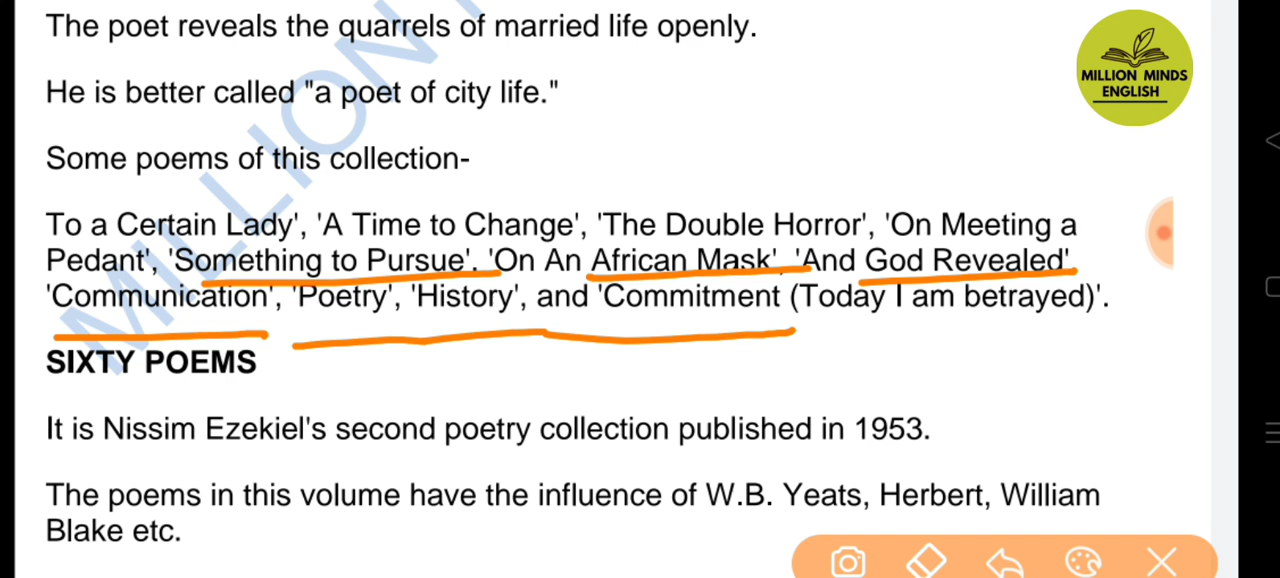 The poet reveals the quarrels of married life openly.
He is better called "a poet of city life."
MILLION MINDS
ENGLISH
Some poems of this collection-
To a Certain Lady', 'A Time to Change', 'The Double Horror', 'On Meeting a
Pedant', 'Something to Pursue', 'On An African Mask', 'And God Revealed'
'Communication', 'Poetry', 'History', and 'Commitment (Today I am betrayed)'.
SIXTY POEMS
It is Nissim Ezekiel's second poetry collection published in 1953.
The poems in this volume have the influence of W.B. Yeats, Herbert, William
Blake etc.
MILLION